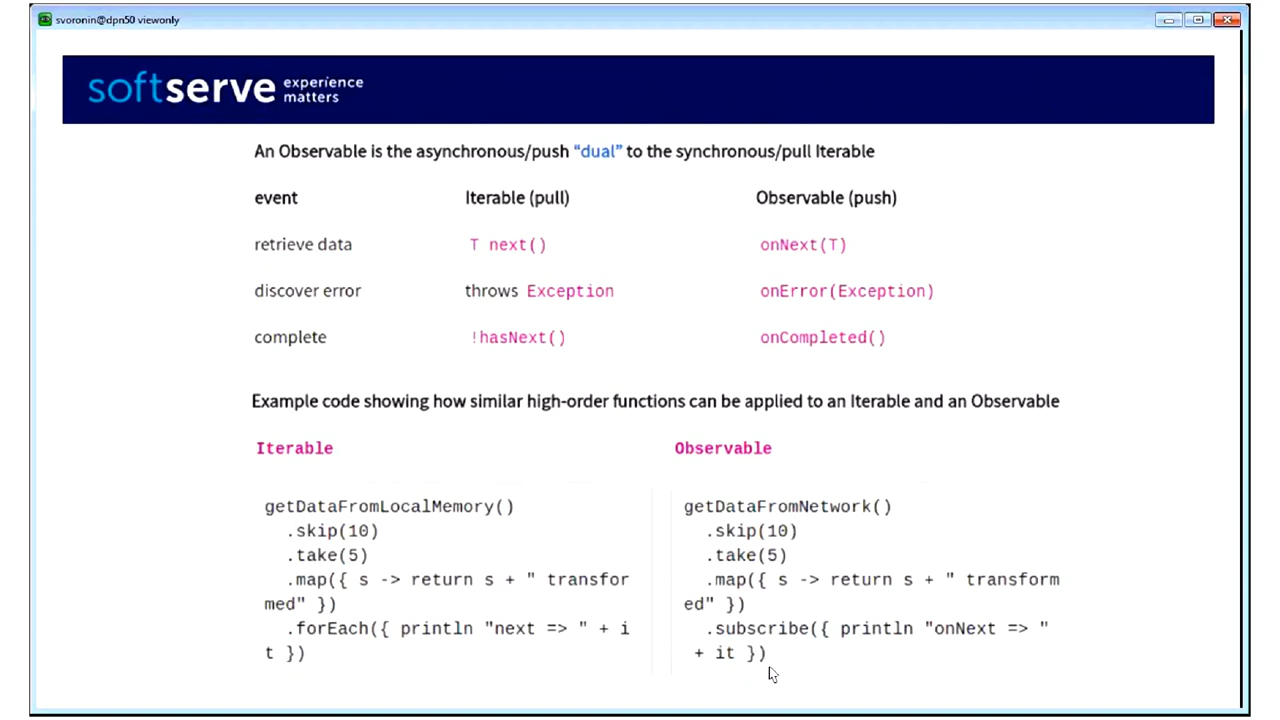 svoronin@dpn50 viewonly
softserve experience matters
An Observable is the asynchronous/push “dual” to the synchronous/pull Iterable
event Iterable (pull) Observable (push)
retrieve data T next() onNext(T)
discover error throws Exception onError(Exception)
complete !hasNext() onCompleted()
Example code showing how similar high-order functions can be applied to an Iterable and an Observable
Iterable
getDataFromLocalMemory()
.skip(10)
.take(5)
.map({ s -> return s + " transfor
med" })
.forEach({ println "next => " + i
t })
Observable
getDataFromNetwork()
.skip(10)
.take(5)
.map({ s -> return s + " transform
ed" })
.subscribe({ println "onNext => "
+ it })